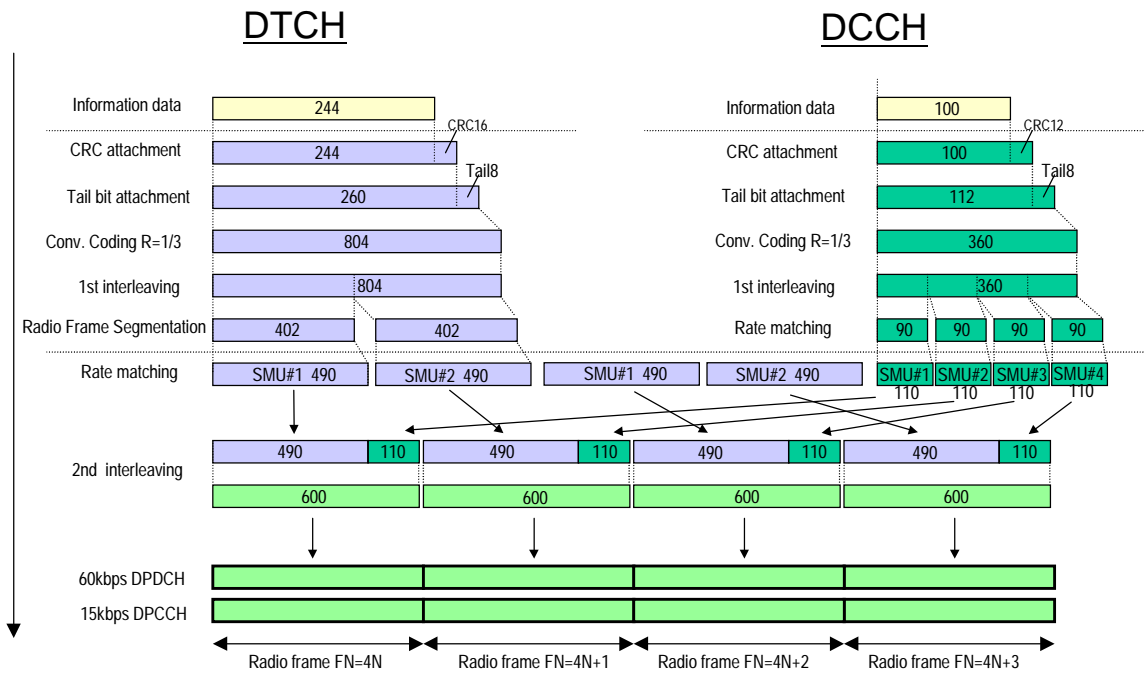 DTCH DCCH
Information data 244 Information data 100
CRC16 CRC12
CRC attachment 244 CRC attachment 100
Tail8 Tail8
Tail bit attachment 260 Tail bit attachment 112
Conv. Coding R=1/3 804 Conv. Coding R=1/3 360
1st interleaving 804 1st interleaving 360
Radio Frame Segmentation 402 402 Rate matching 90 90 90 90
Rate matching SMU#1 490 SMU#2 490 SMU#1 490 SMU#2 490 SMU#1 SMU#2 SMU#3 SMU#4
110 110 110 110
490 110 490 110 490 110 490 110
2nd interleaving
600 600 600 600
60kbps DPDCH
15kbps DPCCH
Radio frame FN=4N Radio frame FN=4N+1 Radio frame FN=4N+2 Radio frame FN=4N+3